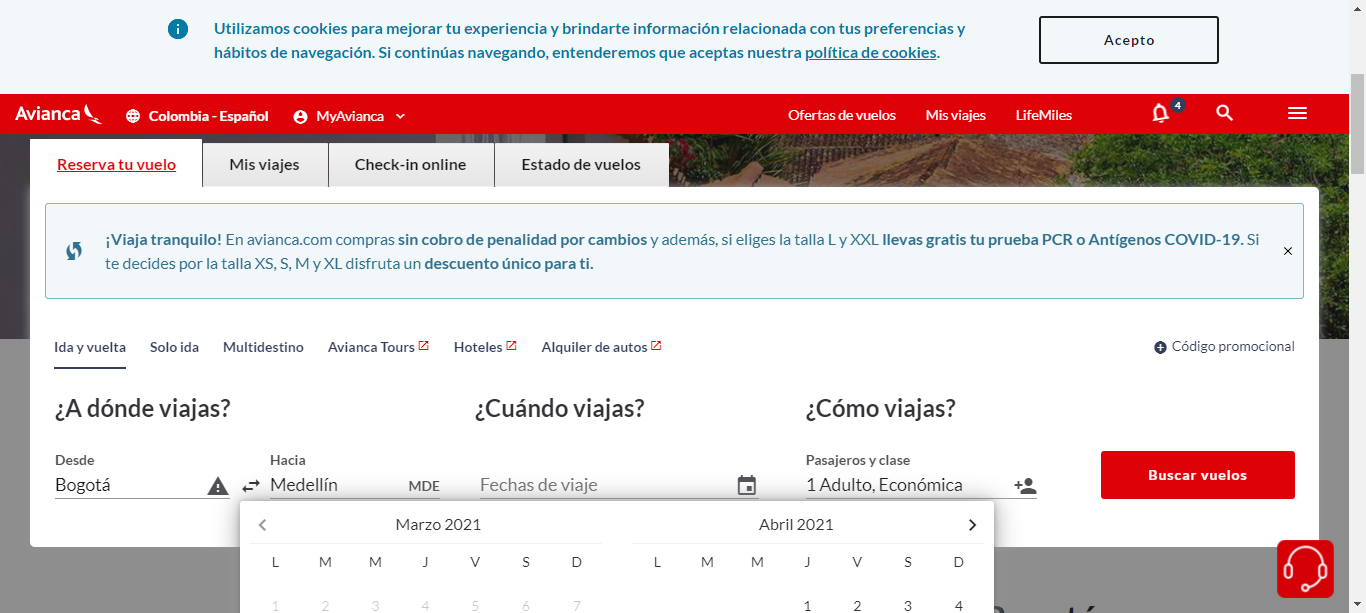 Utilizamos cookies para mejorar tu experiencia y brindarte información relacionada con tus preferencias y
hábitos de navegación. Si continúas navegando, entenderemos que aceptas nuestra política de cookies.
Acepto
Avianca
Colombia - Español
MyAvianca
Ofertas de vuelos
Mis viajes
LifeMiles
4
Reserva tu vuelo
Mis viajes
Check-in online
Estado de vuelos
¡Viaja tranquilo! En avianca.com compras sin cobro de penalidad por cambios y además, si eliges la talla L y XXL llevas gratis tu prueba PCR o Antígenos COVID-19. Si
te decides por la talla XS, S, M y XL disfruta un descuento único para ti.
Ida y vuelta
Solo ida
Multidestino
Avianca Tours
Hoteles
Alquiler de autos
Código promocional
¿A dónde viajas?
¿Cuándo viajas?
¿Cómo viajas?
Desde
Hacia
Pasajeros y clase
Bogotá
Medellín
MDE
Fechas de viaje
1 Adulto, Económica
Buscar vuelos
Marzo 2021
Abril 2021
L M M J V S D
L M M J V S D
1 2 3 4 5 6 7
1 2 3 4